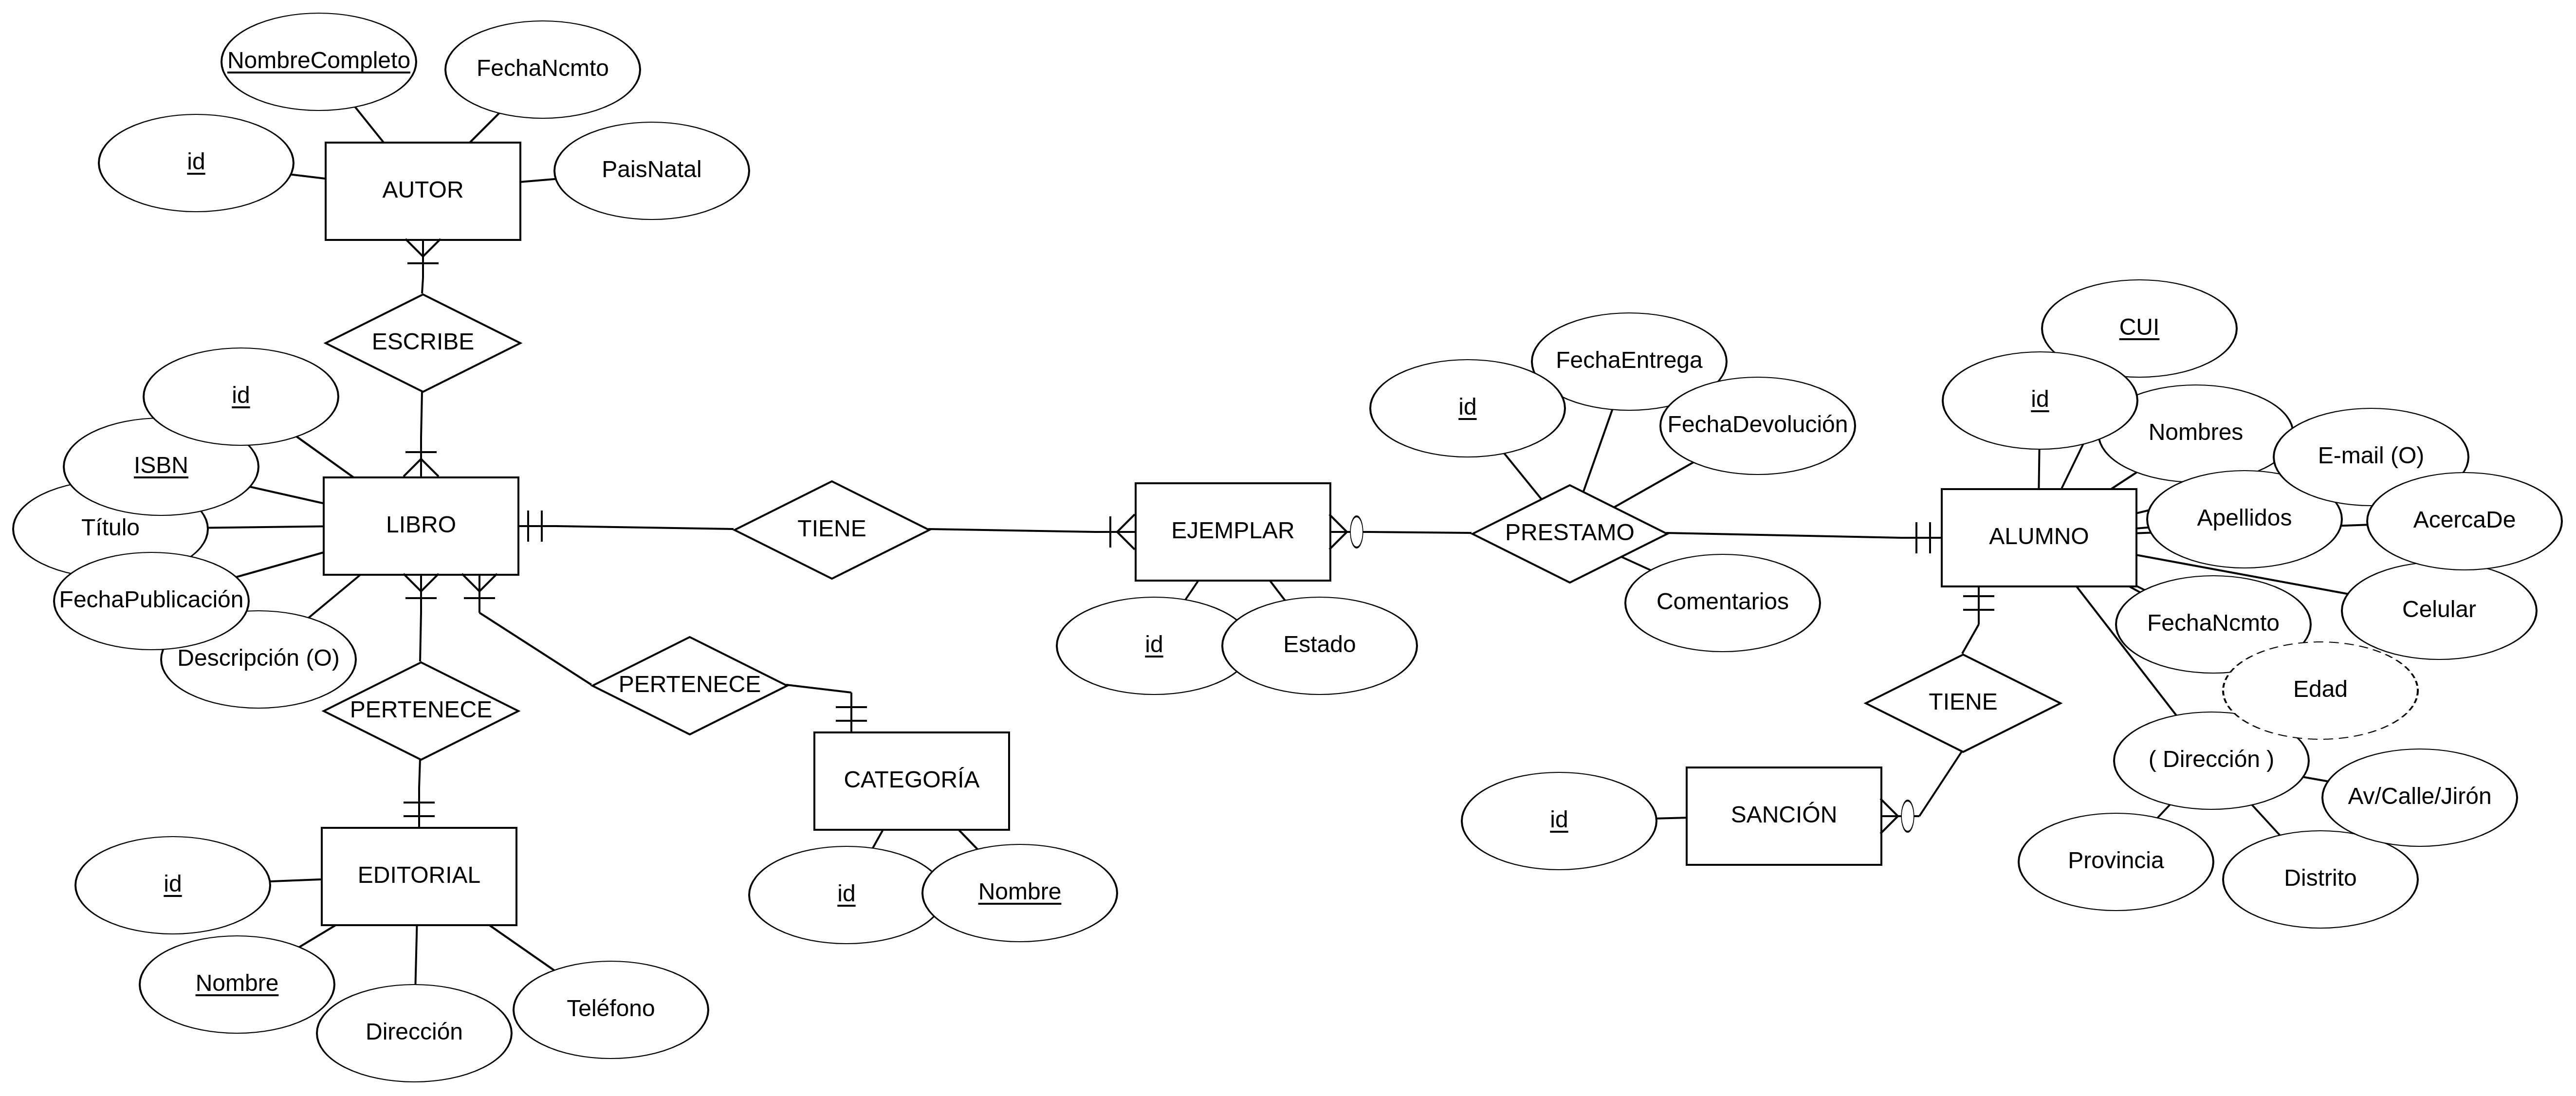 NombreCompleto
FechaNcmto
id
PaisNatal
AUTOR
ESCRIBE
id
ISBN
Título
FechaPublicación
Descripción (O)
LIBRO
TIENE
EJEMPLAR
id
Estado
id
FechaEntrega
FechaDevolución
PRESTAMO
Comentarios
CUI
id
Nombres
E-mail (O)
Apellidos
AcercaDe
ALUMNO
FechaNcmto
Celular
Edad
( Dirección )
Av/Calle/Jirón
Provincia
Distrito
TIENE
SANCIÓN
id
PERTENECE
PERTENECE
CATEGORÍA
id
Nombre
EDITORIAL
id
Nombre
Dirección
Teléfono